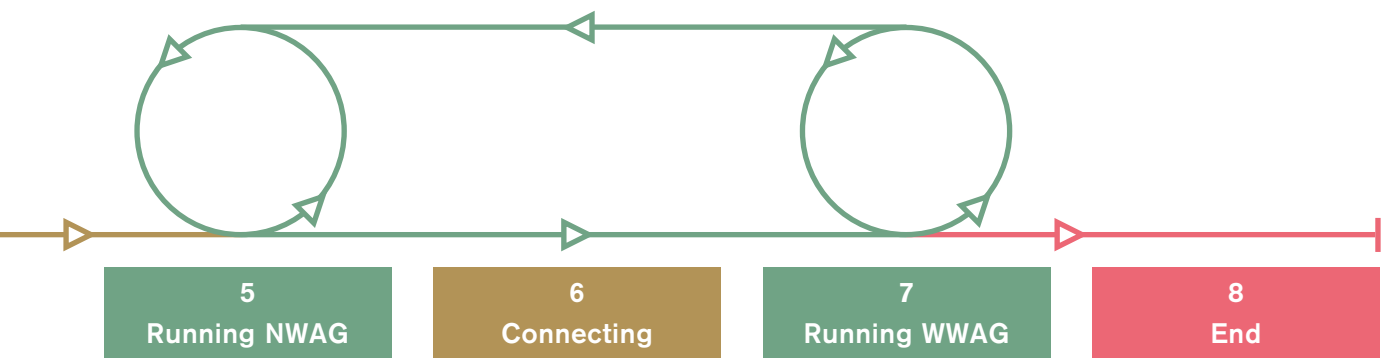 5
Running NWAG
6
Connecting
7
Running WWAG
8
End